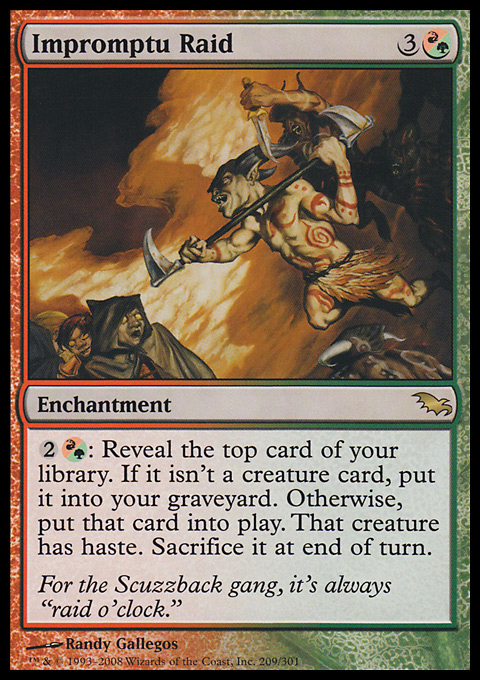 Impromptu Raid 3
Enchantment
2 : Reveal the top card of your
library. If it isn't a creature card, put
it into your graveyard. Otherwise,
put that card into play. That creature
has haste. Sacrifice it at end of turn.
For the Scuzzback gang, it's always
“raid o'clock.”
Randy Gallegos
™ & © 1993–2008 Wizards of the Coast, Inc. 209/301